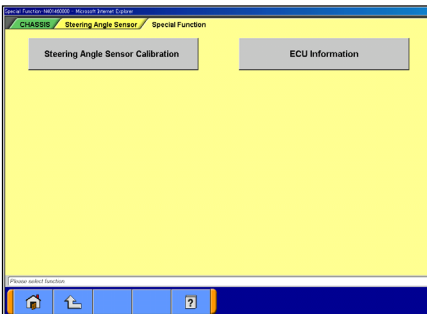 Special Function N401460000 - Microsoft Internet Explorer
CHASSIS Steering Angle Sensor Special Function
Steering Angle Sensor Calibration ECU Information
Please select function.
?